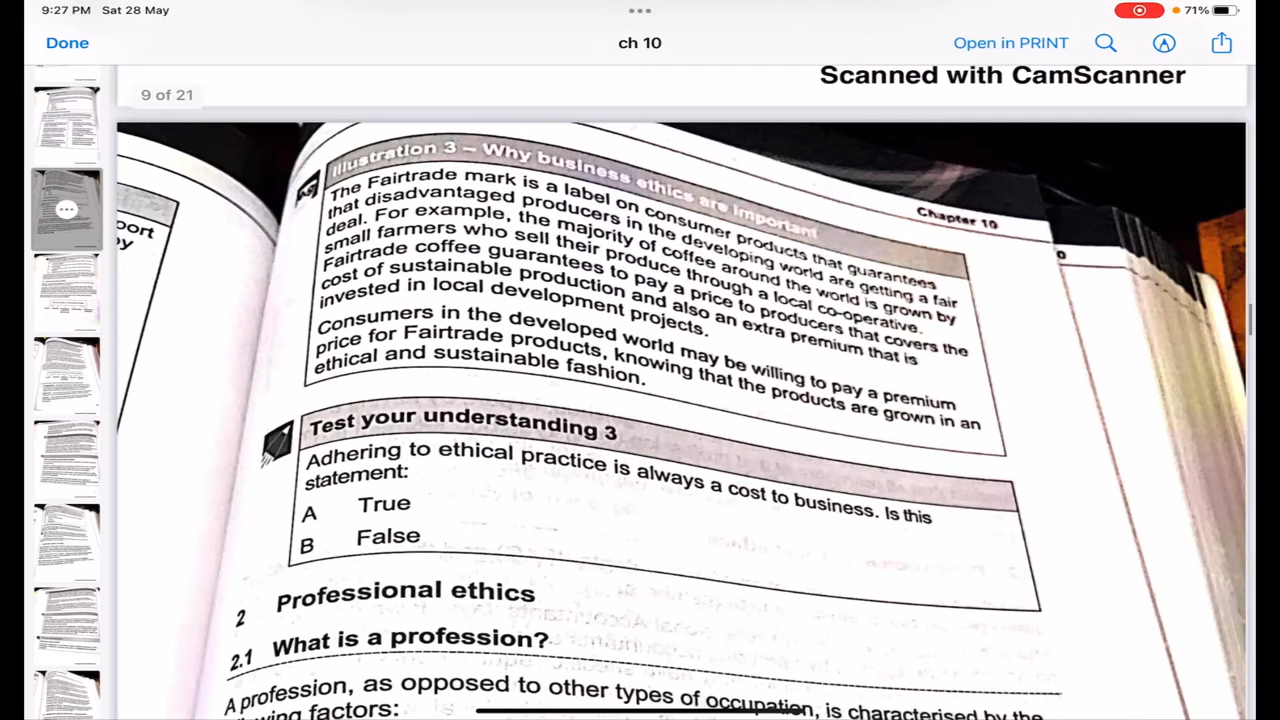 9:27 PM Sat 28 May
71%
Done
ch 10
Open in PRINT
Scanned with CamScanner
9 of 21
port
by
Chapter 10
Illustration 3 – Why business ethics are important
The Fairtrade mark is a label on consumer products that guarantees
that disadvantaged producers in the developing world are getting a fair
deal. For example, the majority of coffee around the world is grown by
small farmers who sell their produce through a local co-operative.
Fairtrade coffee guarantees to pay a price to producers that covers the
cost of sustainable production and also an extra premium that is
invested in local development projects.
Consumers in the developed world may be willing to pay a premium
price for Fairtrade products, knowing that the products are grown in an
ethical and sustainable fashion.
Test your understanding 3
Adhering to ethical practice is always a cost to business. Is this
statement:
A True
B False
2 Professional ethics
2.1 What is a profession?
A profession, as opposed to other types of occupation, is characterised by the
factors: